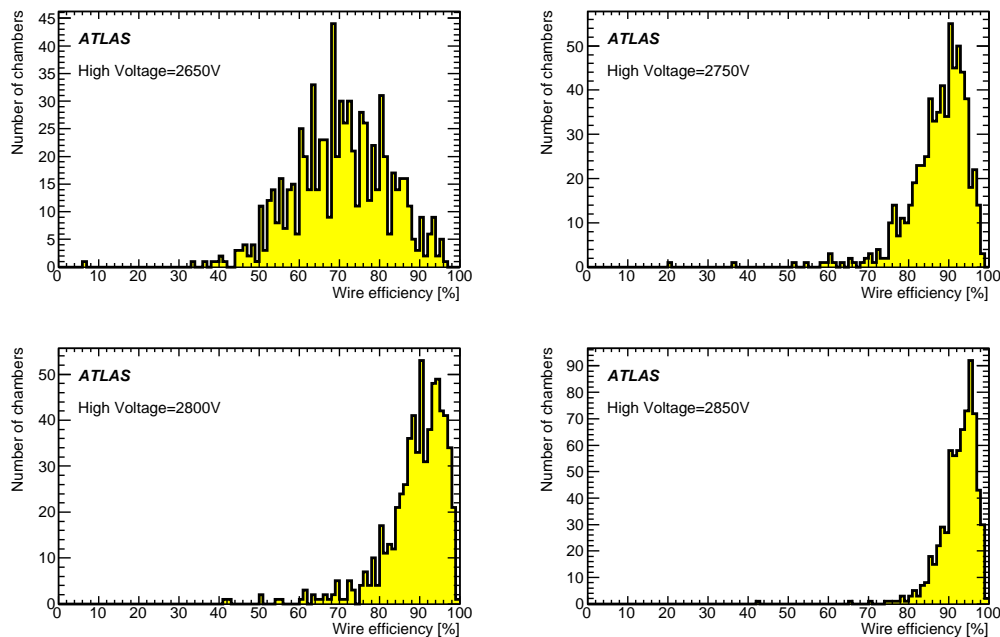 ATLAS
High Voltage=2650V
Number of chambers
45
40
35
30
25
20
15
10
5
0
0 10 20 30 40 50 60 70 80 90 100
Wire efficiency [%]
ATLAS
High Voltage=2750V
Number of chambers
50
40
30
20
10
0
0 10 20 30 40 50 60 70 80 90 100
Wire efficiency [%]
ATLAS
High Voltage=2800V
Number of chambers
50
40
30
20
10
0
0 10 20 30 40 50 60 70 80 90 100
Wire efficiency [%]
ATLAS
High Voltage=2850V
Number of chambers
90
80
70
60
50
40
30
20
10
0
0 10 20 30 40 50 60 70 80 90 100
Wire efficiency [%]